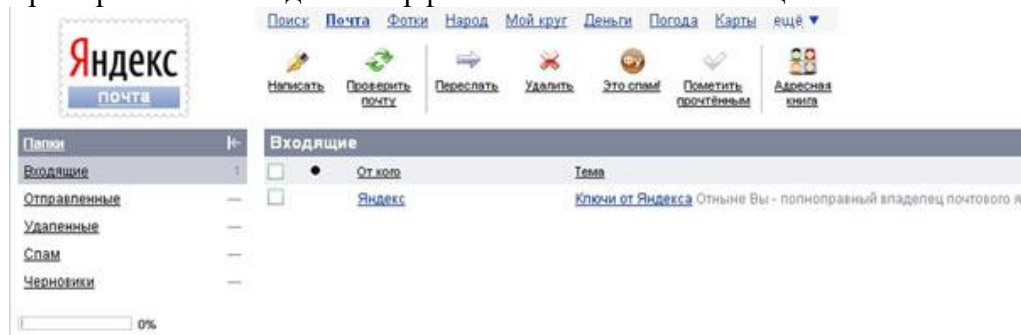 Поиск Почта Фотки Народ Мой круг Деньги Погода Карты ещё ▼
Яндекс
почта
Написать Проверить почту Переслать Удалить Это спам! Пометить прочтённым Адресная книга
Папки
Входящие 1
Отправленные —
Удаленные —
Спам —
Черновики —
0%
Входящие
От кого Тема
Яндекс Ключи от Яндекса Отныне Вы - полноправный владелец почтового я